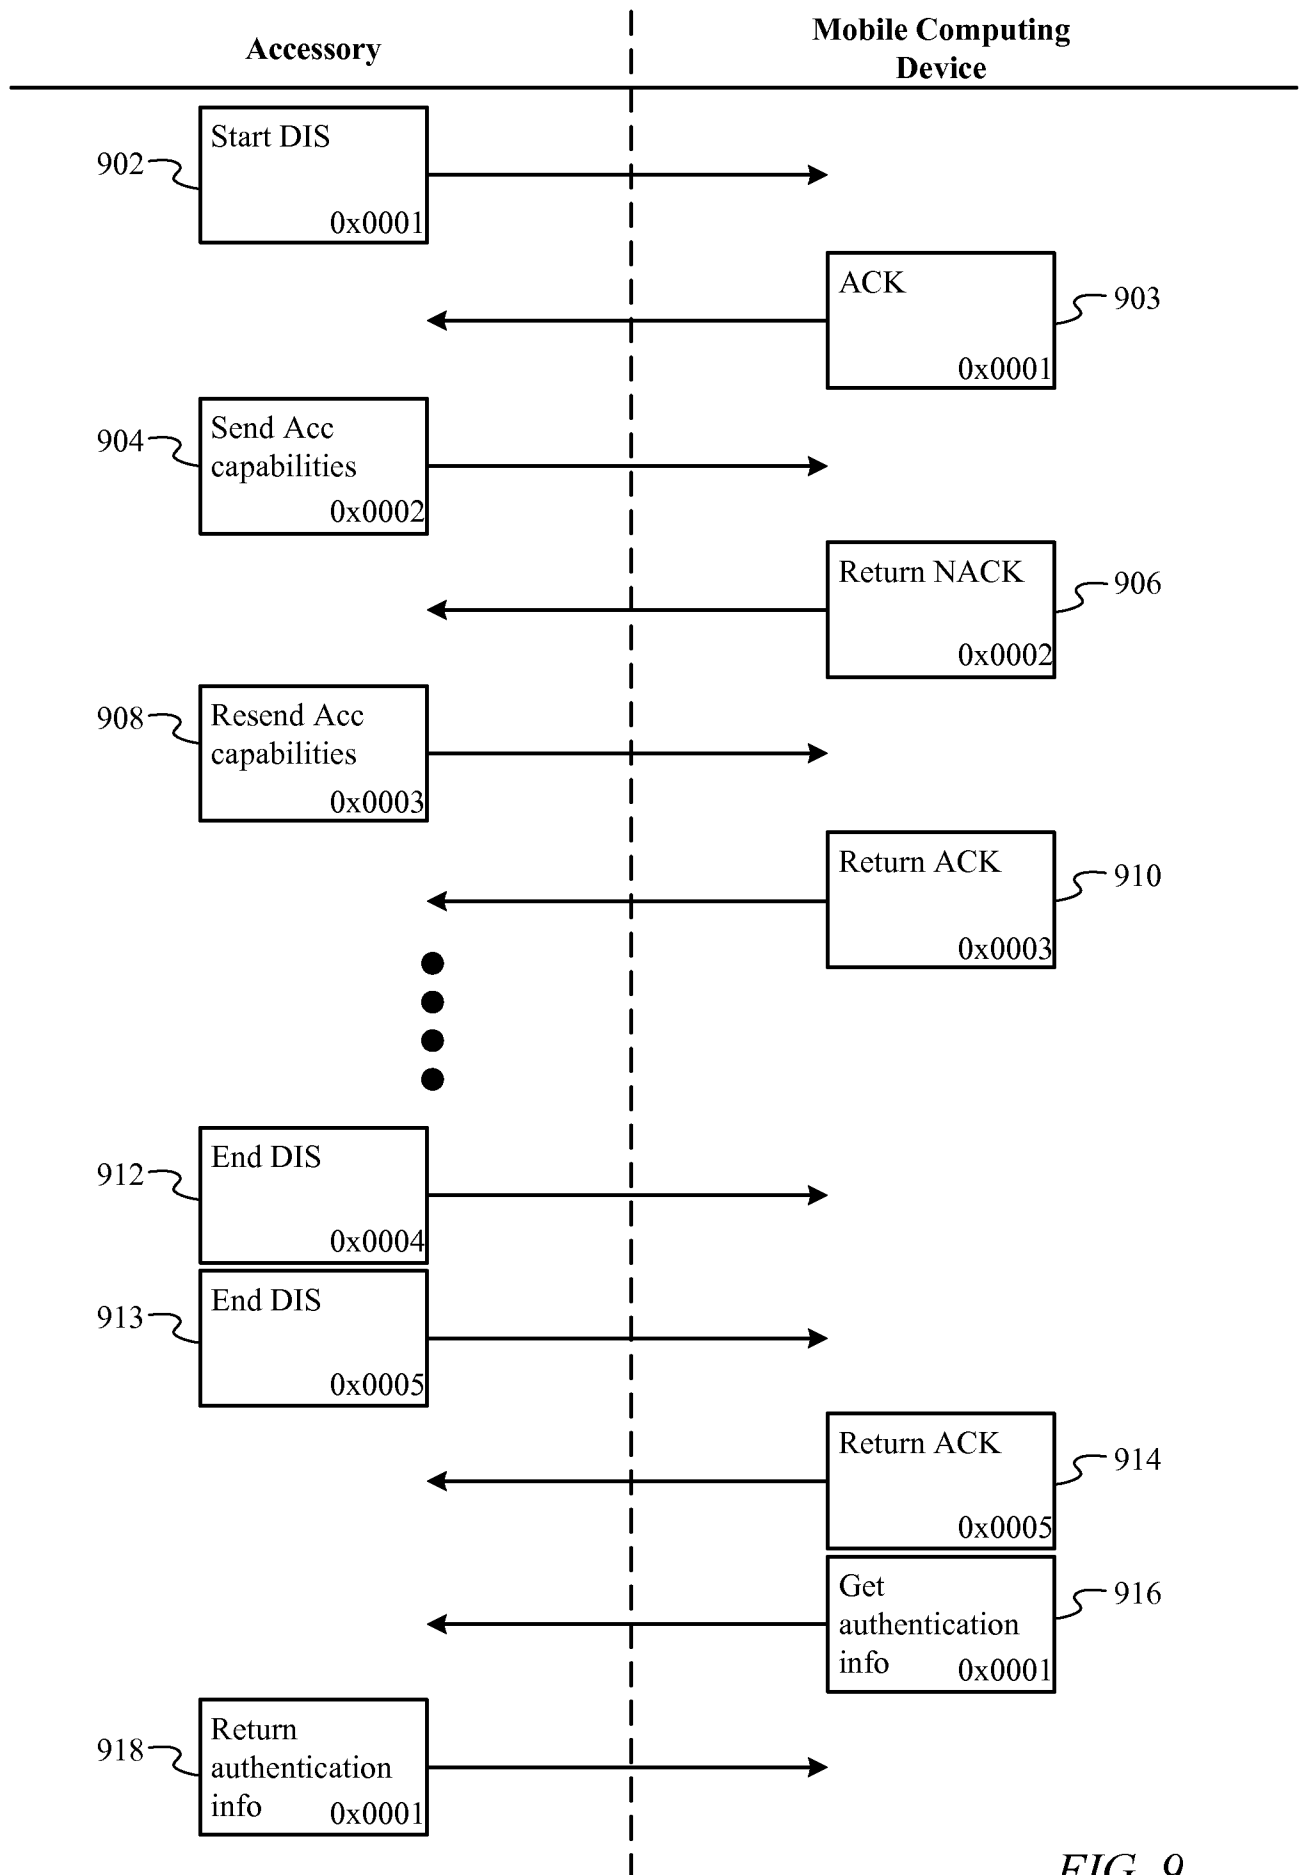 Accessory
Mobile Computing
Device
902
Start DIS
0x0001
ACK
0x0001
903
904
Send Acc
capabilities
0x0002
Return NACK
0x0002
906
908
Resend Acc
capabilities
0x0003
Return ACK
0x0003
910
912
End DIS
0x0004
913
End DIS
0x0005
Return ACK
0x0005
914
Get
authentication
info 0x0001
916
918
Return
authentication
info 0x0001
FIG. 9